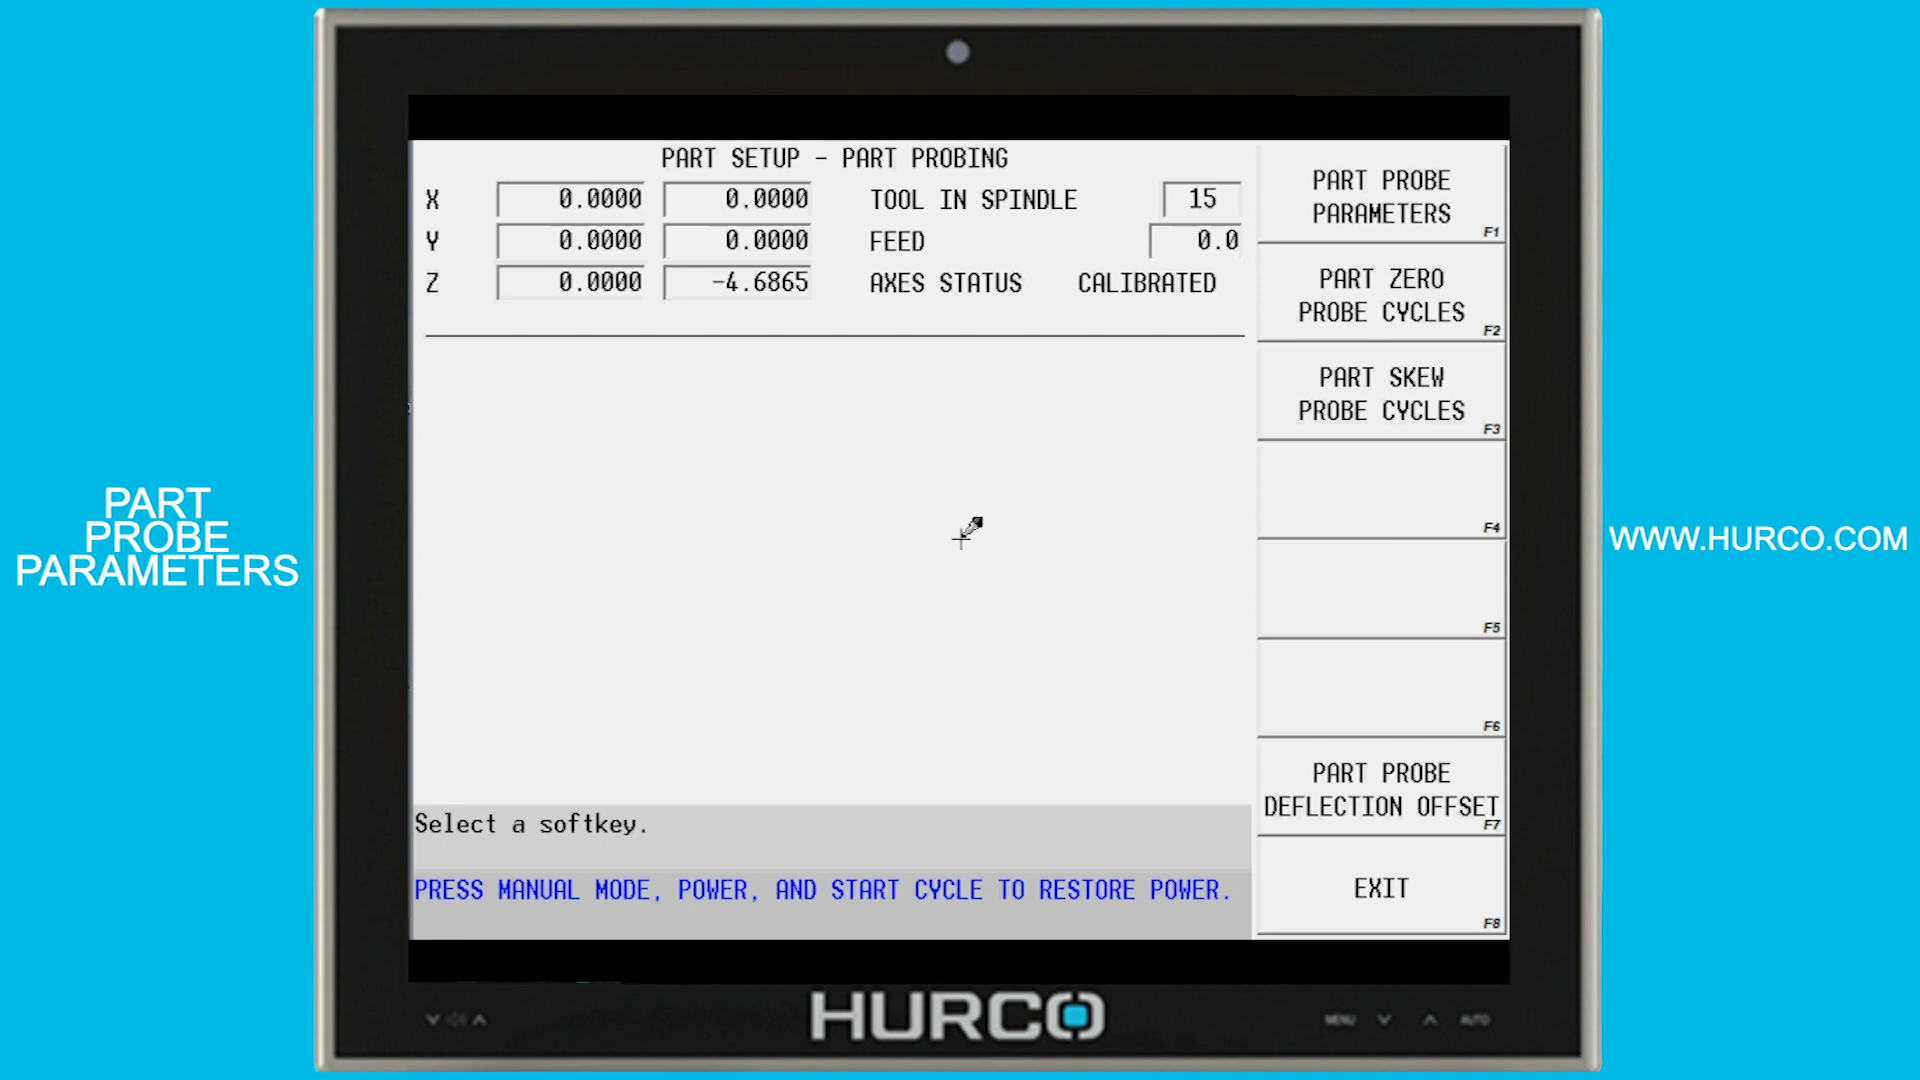 PART SETUP - PART PROBING
X 0.0000 0.0000 TOOL IN SPINDLE 15
Y 0.0000 0.0000 FEED 0.0
Z 0.0000 -4.6865 AXES STATUS CALIBRATED
PART PROBE
PARAMETERS
F1
PART ZERO
PROBE CYCLES
F2
PART SKEW
PROBE CYCLES
F3
F4
F5
F6
PART PROBE
DEFLECTION OFFSET
F7
EXIT
F8
Select a softkey.
PRESS MANUAL MODE, POWER, AND START CYCLE TO RESTORE POWER.
PART
PROBE
PARAMETERS
WWW.HURCO.COM
HURCO
MENU
AUTO